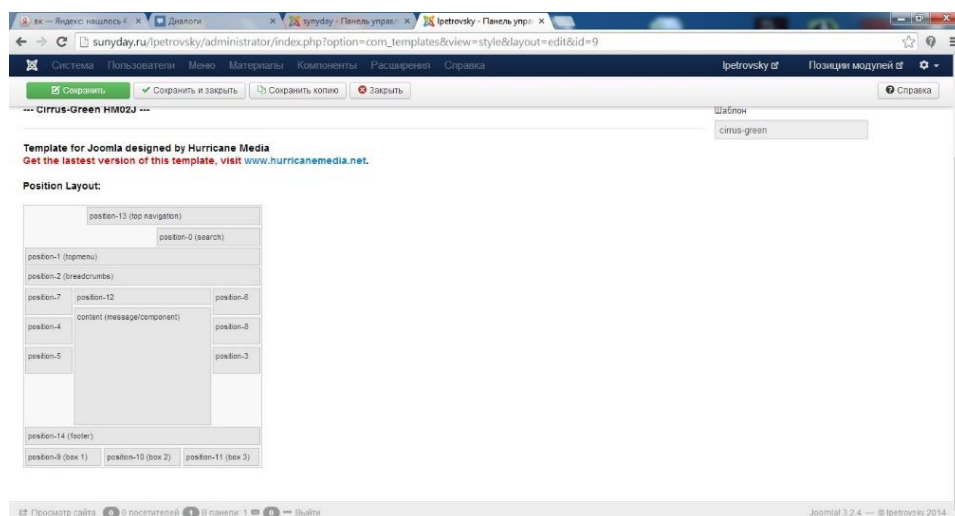 вк — Яндекс: нашлось 4
Диалоги
synyday - Панель управл
lpetrovsky - Панель упра
sunyday.ru/lpetrovsky/administrator/index.php?option=com_templates&view=style&layout=edit&id=9
Система Пользователи Меню Материалы Компоненты Расширения Справка lpetrovsky Позиции модулей
Сохранить Сохранить и закрыть Сохранить копию Закрыть Справка
--- Cirrus-Green HM02J ---
Шаблон
cirrus-green
Template for Joomla designed by Hurricane Media
Get the lastest version of this template, visit www.hurricanemedia.net.
Position Layout:
position-13 (top navigation)
position-0 (search)
position-1 (topmenu)
position-2 (breadcrumbs)
position-7 position-12 position-6
content (message/component)
position-4 position-8
position-5 position-3
position-14 (footer)
position-9 (box 1) position-10 (box 2) position-11 (box 3)
Просмотр сайта 0 0 посетителей 1 В панели: 1 0 — Выйти Joomla! 3.2.4 — © lpetrovsky 2014